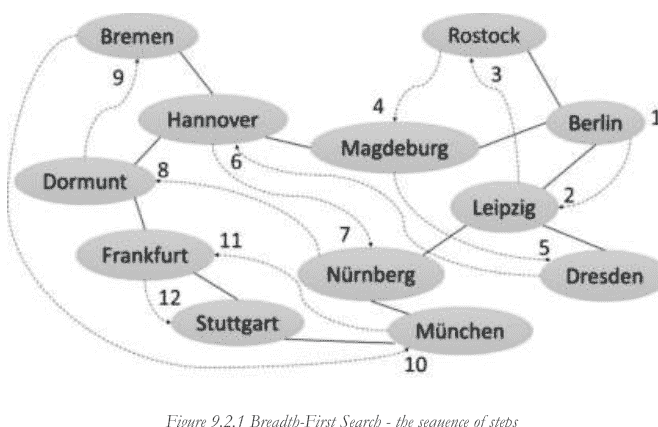 Bremen
Rostock
9
3
4
1
Hannover
Berlin
Magdeburg
6
Dormunt
8
Leipzig
2
7
5
Frankfurt
11
Nürnberg
Dresden
12
Stuttgart
München
10
Figure 9.2.1 Breadth-First Search - the sequence of steps